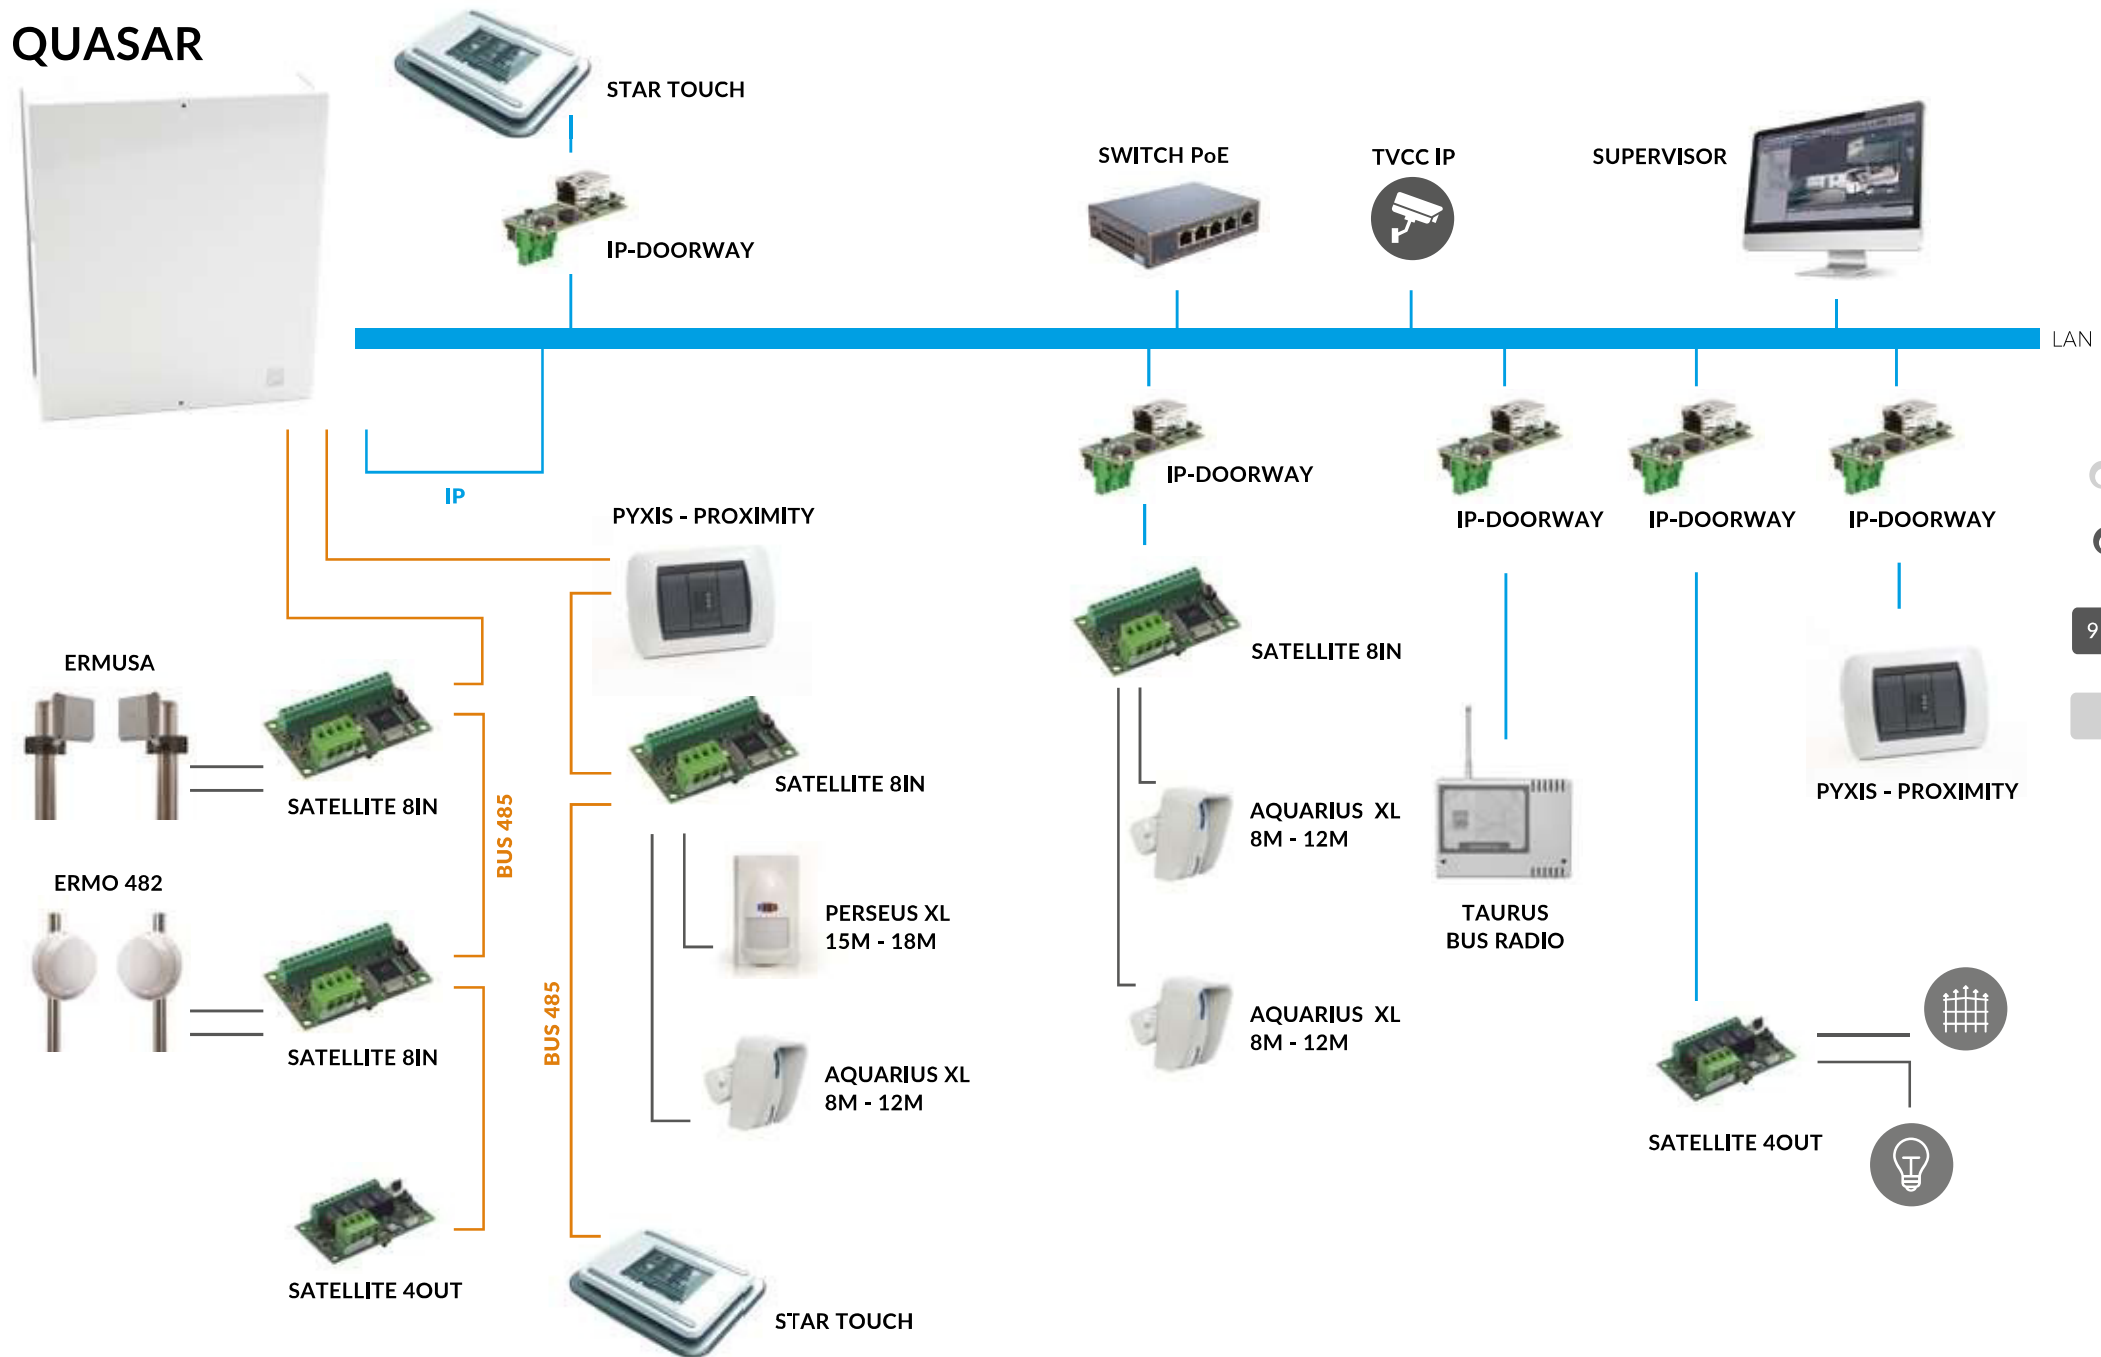 QUASAR
STAR TOUCH
IP-DOORWAY
SWITCH PoE
TVCC IP
SUPERVISOR
LAN
IP
IP-DOORWAY
IP-DOORWAY
IP-DOORWAY
IP-DOORWAY
PYXIS - PROXIMITY
9
ERMUSA
SATELLITE 8IN
BUS 485
SATELLITE 8IN
SATELLITE 8IN
PYXIS - PROXIMITY
AQUARIUS XL
8M - 12M
ERMO 482
SATELLITE 8IN
BUS 485
PERSEUS XL
15M - 18M
TAURUS
BUS RADIO
AQUARIUS XL
8M - 12M
AQUARIUS XL
8M - 12M
SATELLITE 4OUT
SATELLITE 4OUT
STAR TOUCH